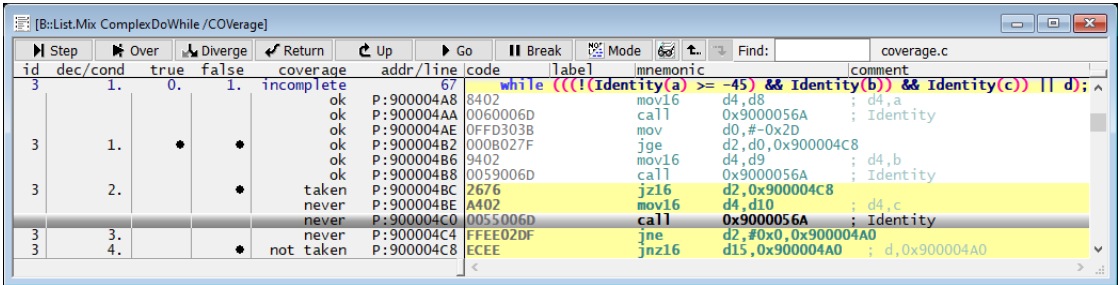 [B::List.Mix ComplexDoWhile /COVerage]
Step Over Diverge Return Up Go Break Mode Find: coverage.c
id dec/cond true false coverage addr/line code label mnemonic comment
3 1. 0. 1. incomplete 67 while (((!(Identity(a) >= -45) && Identity(b)) && Identity(c)) || d);
ok P:900004A8 8402 mov16 d4,d8 ; d4,a
ok P:900004AA 0060006D call 0x9000056A ; Identity
ok P:900004AE 0FFD303B mov d0,#-0x2D
3 1. ● ● ok P:900004B2 000B027F jge d2,d0,0x900004C8
ok P:900004B6 9402 mov16 d4,d9 ; d4,b
ok P:900004B8 0059006D call 0x9000056A ; Identity
3 2. ● taken P:900004BC 2676 jz16 d2,0x900004C8
never P:900004BE A402 mov16 d4,d10 ; d4,c
never P:900004C0 0055006D call 0x9000056A ; Identity
3 3. never P:900004C4 FFEE02DF jne d2,#0x0,0x900004A0
3 4. ● not taken P:900004C8 ECEE jnz16 d15,0x900004A0 ; d,0x900004A0